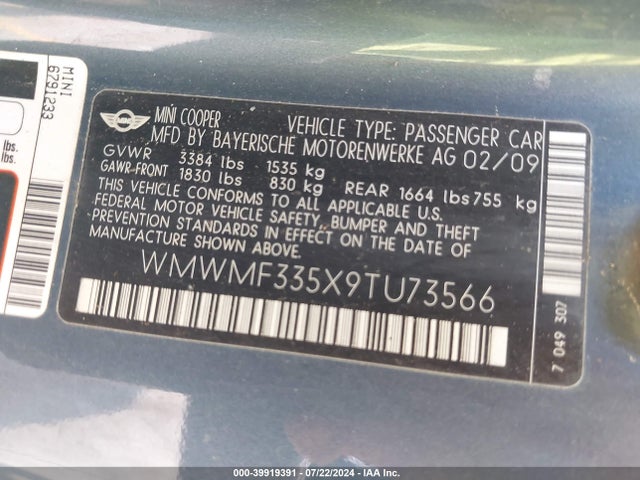 MINI
6791233
lbs.
lbs.
MINI COOPER
VEHICLE TYPE: PASSENGER CAR
MFD BY BAYERISCHE MOTORENWERKE AG 02/09
GVWR 3384 lbs 1535 kg
GAWR-FRONT 1830 lbs 830 kg REAR 1664 lbs 755 kg
THIS VEHICLE CONFORMS TO ALL APPLICABLE U.S.
FEDERAL MOTOR VEHICLE SAFETY, BUMPER AND THEFT
PREVENTION STANDARDS IN EFFECT ON THE DATE OF
MANUFACTURE SHOWN ABOVE.
WMWMF335X9TU73566
7 049 307
000-39919391 - 07/22/2024 - IAA Inc.